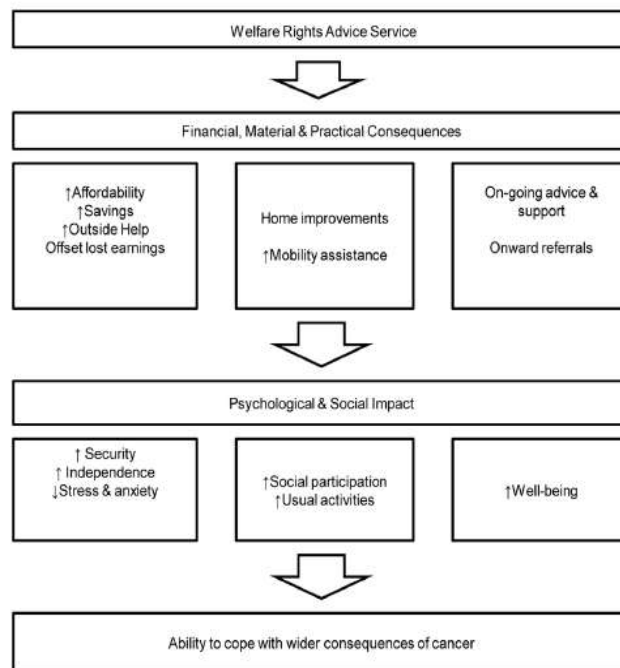 Welfare Rights Advice Service
Financial, Material & Practical Consequences
↑Affordability
↑Savings
↑Outside Help
Offset lost earnings
Home improvements
↑Mobility assistance
On-going advice &
support
Onward referrals
Psychological & Social Impact
↑ Security
↑ Independence
↓Stress & anxiety
↑Social participation
↑Usual activities
↑Well-being
Ability to cope with wider consequences of cancer